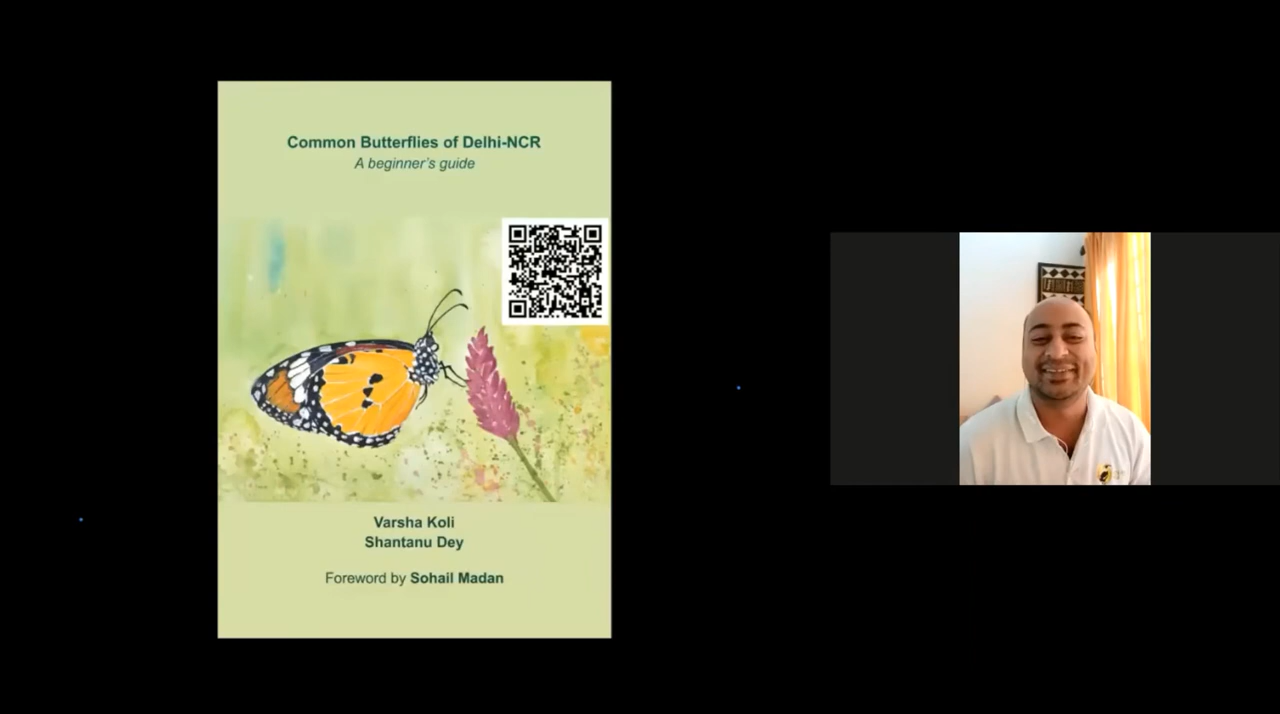 Common Butterflies of Delhi-NCR
A beginner's guide
Varsha Koli
Shantanu Dey
Foreword by Sohail Madan